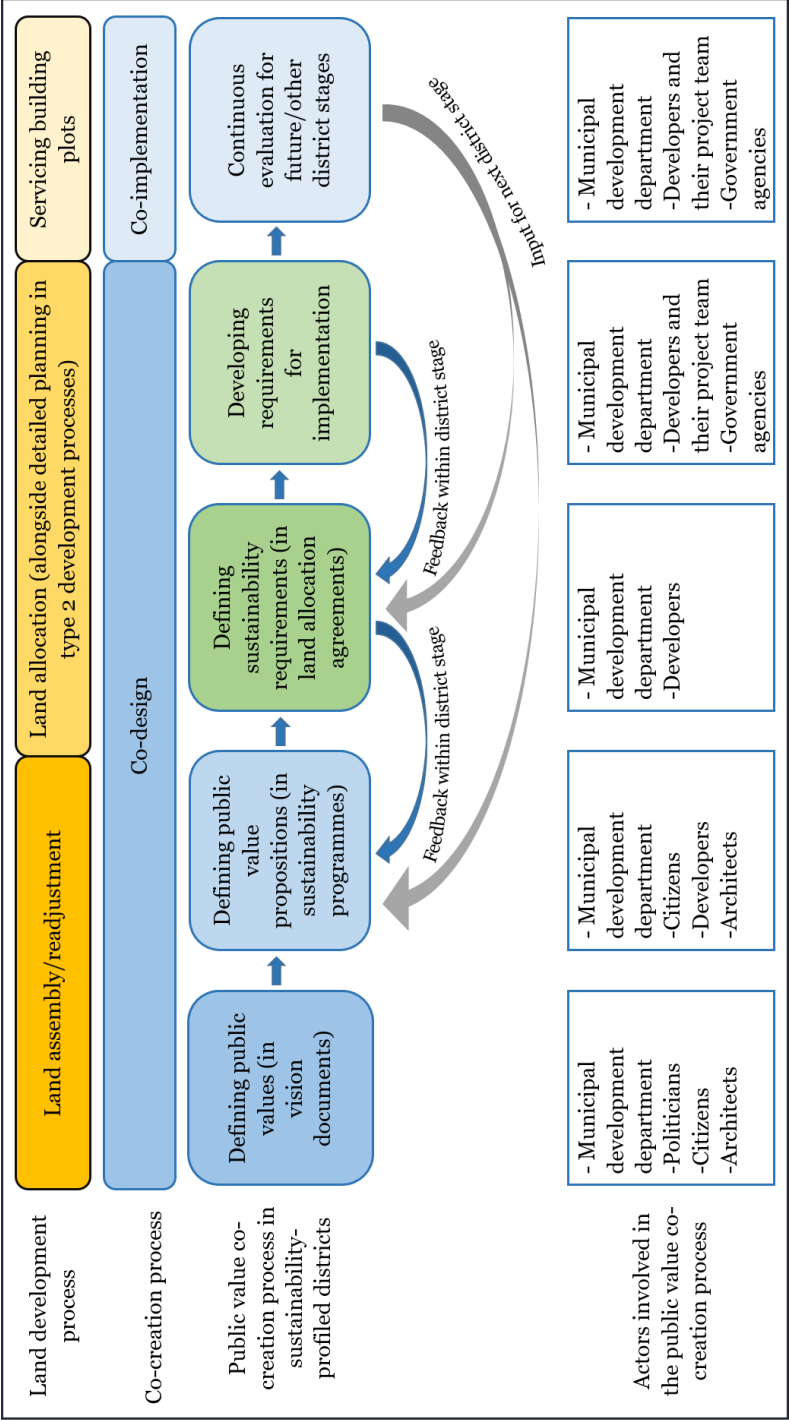 Land development
process
Land assembly/readjustment
Land allocation (alongside detailed planning in
type 2 development processes)
Servicing building
plots
Co-creation process
Co-design
Co-implementation
Public value co-
creation process in
sustainability-
profiled districts
Defining public
values (in
vision
documents)
Defining public
value
propositions (in
sustainability
programmes)
Defining
sustainability
requirements (in
land allocation
agreements)
Developing
requirements
for
implementation
Continuous
evaluation for
future/other
district stages
Feedback within district stage
Feedback within district stage
Input for next district stage
Actors involved in
the public value co-
creation process
- Municipal
development
department
-Politicians
-Citizens
-Architects
- Municipal
development
department
-Citizens
-Developers
-Architects
- Municipal
development
department
-Developers
- Municipal
development
department
-Developers and
their project team
-Government
agencies
- Municipal
development
department
-Developers and
their project team
-Government
agencies